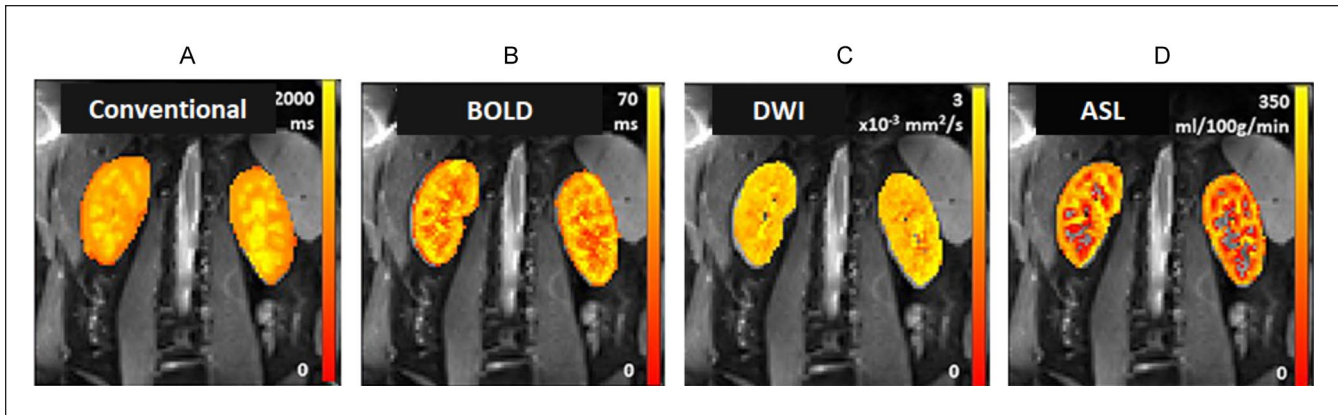 A
B
C
D
Conventional
2000
ms
0
BOLD
70
ms
0
DWI
3
x10⁻³ mm²/s
0
ASL
350
ml/100g/min
0